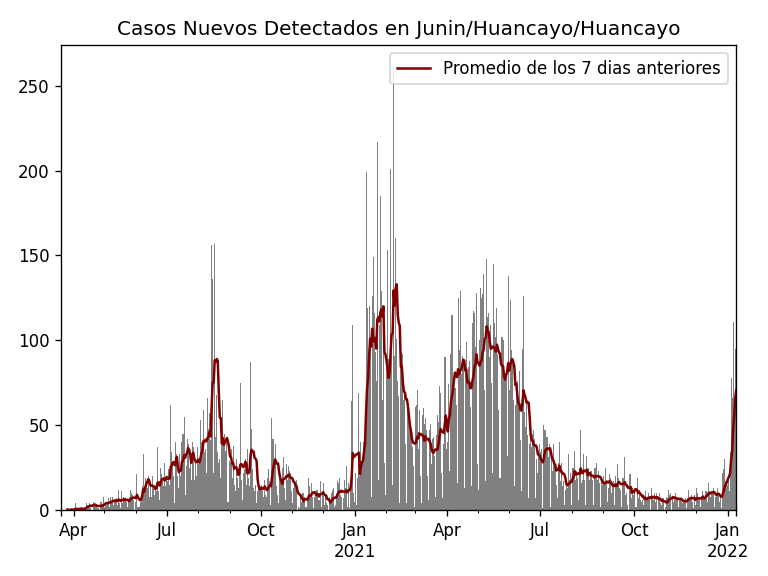 Casos Nuevos Detectados en Junin/Huancayo/Huancayo
Promedio de los 7 dias anteriores
250
200
150
100
50
0
Apr Jul Oct Jan Apr Jul Oct Jan
2021 2022